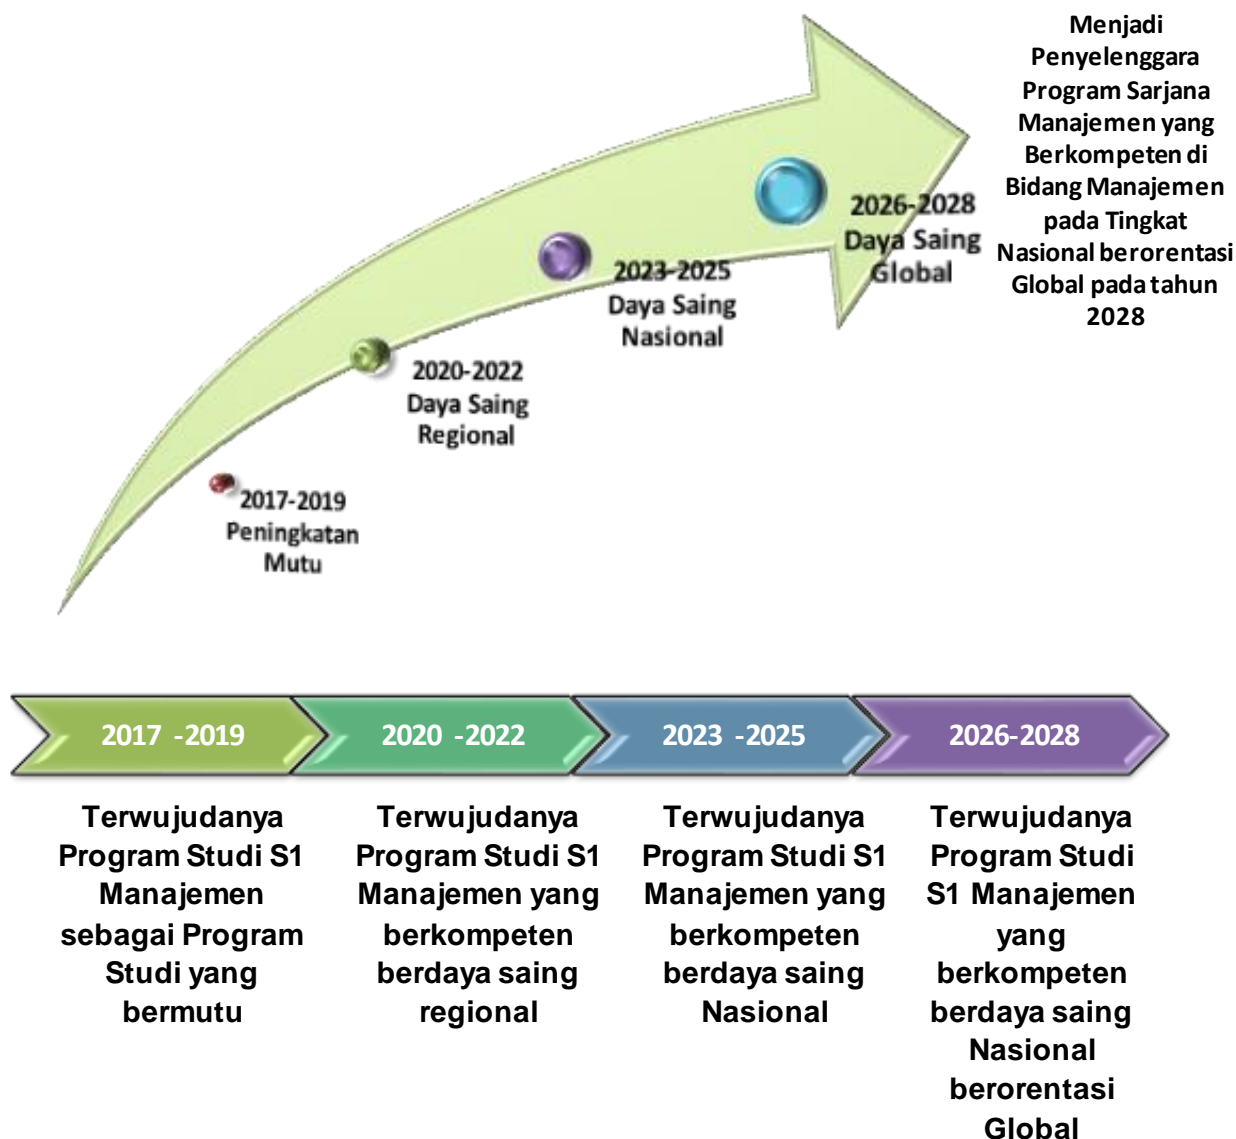 Menjadi
Penyelenggara
Program Sarjana
Manajemen yang
Berkompeten di
Bidang Manajemen
pada Tingkat
Nasional berorentasi
Global pada tahun
2028
2026-2028
Daya Saing
Global
2023-2025
Daya Saing
Nasional
2020-2022
Daya Saing
Regional
2017-2019
Peningkatan
Mutu
2017 -2019
2020 -2022
2023 -2025
2026-2028
Terwujudanya
Program Studi S1
Manajemen
sebagai Program
Studi yang
bermutu
Terwujudanya
Program Studi S1
Manajemen yang
berkompeten
berdaya saing
regional
Terwujudanya
Program Studi S1
Manajemen yang
berkompeten
berdaya saing
Nasional
Terwujudanya
Program Studi
S1 Manajemen
yang
berkompeten
berdaya saing
Nasional
berorentasi
Global